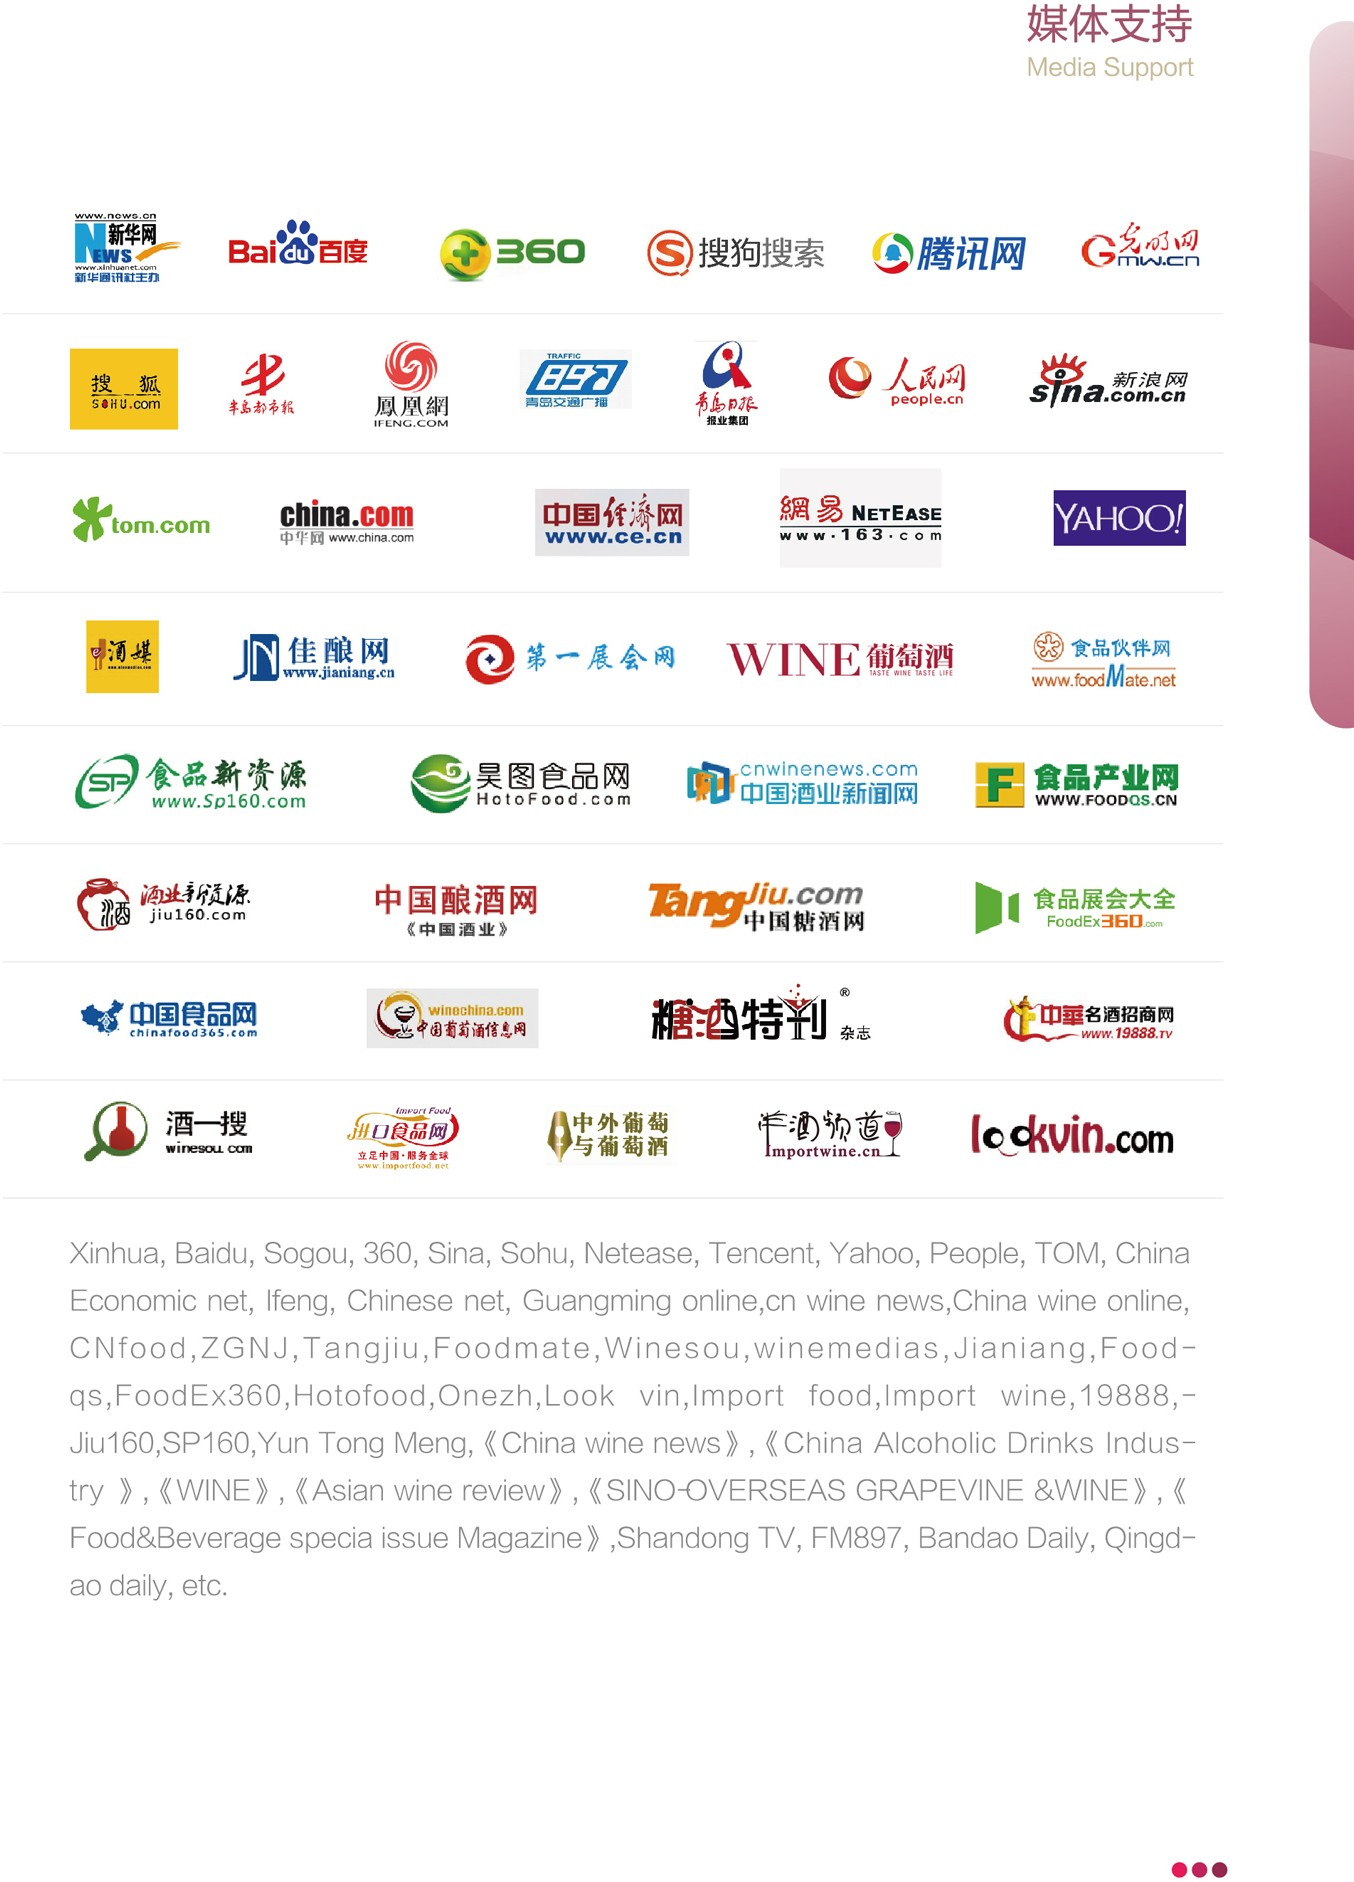 媒体支持
Media Support
www.news.cn
新华网
NEWS
www.xinhuanet.com
新华通讯社主办
Baidu百度
360
搜狗搜索
腾讯网
光明网
GMW.CN
搜狐
SOHU.com
半岛都市报
鳳凰網
IFENG.COM
TRAFFIC
897
青岛交通广播
青岛日报
报业集团
人民网
people.cn
新浪网
sina.com.cn
tom.com
china.com
中华网 www.china.com
中国经济网
www.ce.cn
網易 NETEASE
www.163.com
YAHOO!
酒媒
佳酿网
www.jianiang.cn
第一展会网
WINE 葡萄酒
TASTE WINE TASTE LIFE
食品伙伴网
www.foodMate.net
SP 食品新资源
www.Sp160.com
昊图食品网
HotoFood.com
cnwinenews.com
中国酒业新闻网
F 食品产业网
WWW.FOODQS.CN
酒 酒业新资源
jiu160.com
中国酿酒网
《中国酒业》
TangJiu.com
中国糖酒网
食品展会大全
FoodEx360.com
食 中国食品网
chinafood365.com
winechina.com
中国葡萄酒信息网
糖酒特刊 ®
杂志
中華名酒招商网
www.19888.TV
酒一搜
winesou.com
Import Food
进口食品网
立足中国·服务全球
www.importfood.net
中外葡萄
与葡萄酒
洋酒频道
Importwine.cn
lookvin.com
Xinhua, Baidu, Sogou, 360, Sina, Sohu, Netease, Tencent, Yahoo, People, TOM, China
Economic net, Ifeng, Chinese net, Guangming online,cn wine news,China wine online,
CNfood,ZGNJ,Tangjiu,Foodmate,Winesou,winemedias,Jianiang,Food-
qs,FoodEx360,Hotofood,Onezh,Look vin,Import food,Import wine,19888,-
Jiu160,SP160,Yun Tong Meng,《China wine news》,《China Alcoholic Drinks Indus-
try 》,《WINE》,《Asian wine review》,《SINO-OVERSEAS GRAPEVINE &WINE》,《
Food&Beverage specia issue Magazine》,Shandong TV, FM897, Bandao Daily, Qingd-
ao daily, etc.